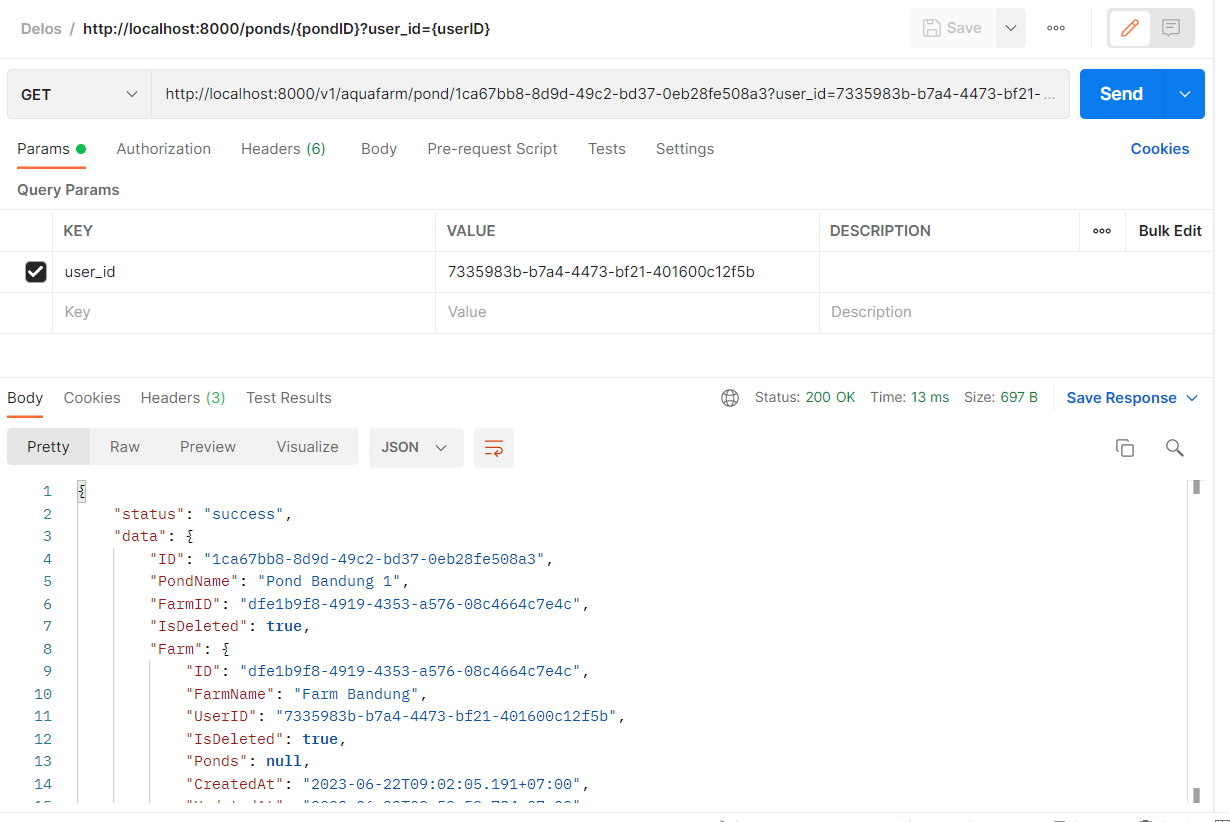 Delos / http://localhost:8000/ponds/{pondID}?user_id={userID} Save
GET http://localhost:8000/v1/aquafarm/pond/1ca67bb8-8d9d-49c2-bd37-0eb28fe508a3?user_id=7335983b-b7a4-4473-bf21-... Send
Params Authorization Headers (6) Body Pre-request Script Tests Settings Cookies
Query Params
KEY VALUE DESCRIPTION Bulk Edit
user_id 7335983b-b7a4-4473-bf21-401600c12f5b
Key Value Description
Body Cookies Headers (3) Test Results Status: 200 OK Time: 13 ms Size: 697 B Save Response
Pretty Raw Preview Visualize JSON
1 {
2 "status": "success",
3 "data": {
4 "ID": "1ca67bb8-8d9d-49c2-bd37-0eb28fe508a3",
5 "PondName": "Pond Bandung 1",
6 "FarmID": "dfe1b9f8-4919-4353-a576-08c4664c7e4c",
7 "IsDeleted": true,
8 "Farm": {
9 "ID": "dfe1b9f8-4919-4353-a576-08c4664c7e4c",
10 "FarmName": "Farm Bandung",
11 "UserID": "7335983b-b7a4-4473-bf21-401600c12f5b",
12 "IsDeleted": true,
13 "Ponds": null,
14 "CreatedAt": "2023-06-22T09:02:05.191+07:00",